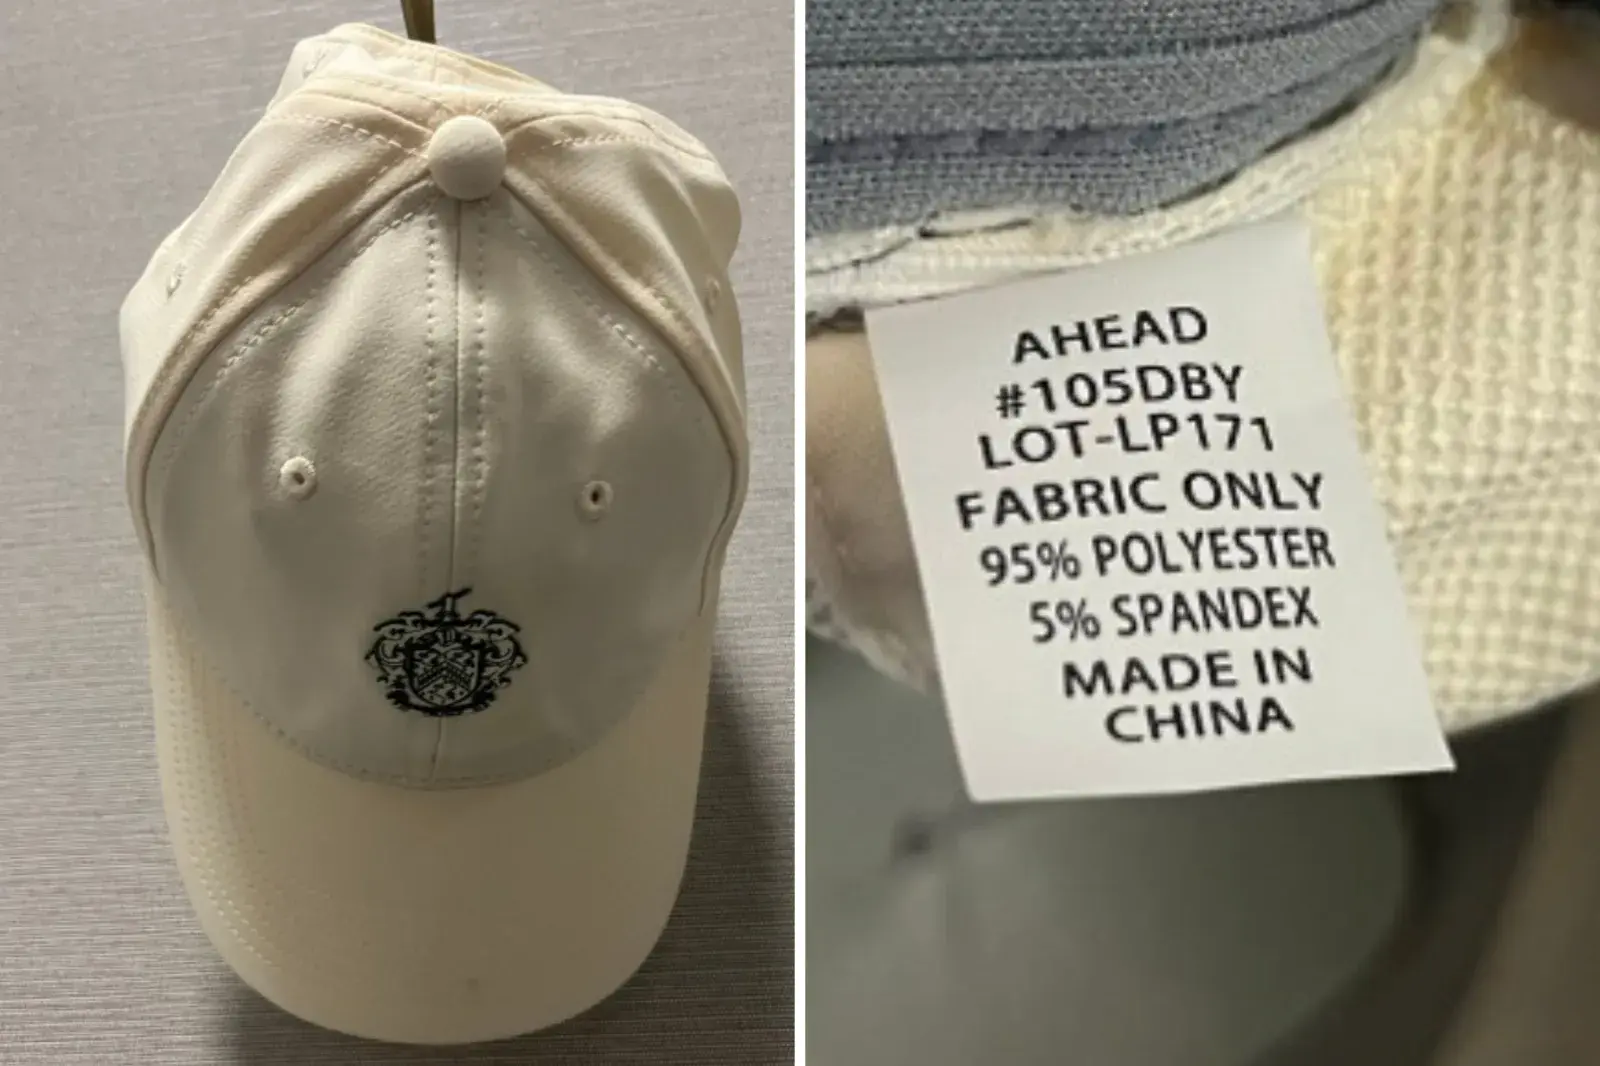 AHEAD
#105DBY
LOT-LP171
FABRIC ONLY
95% POLYESTER
5% SPANDEX
MADE IN
CHINA